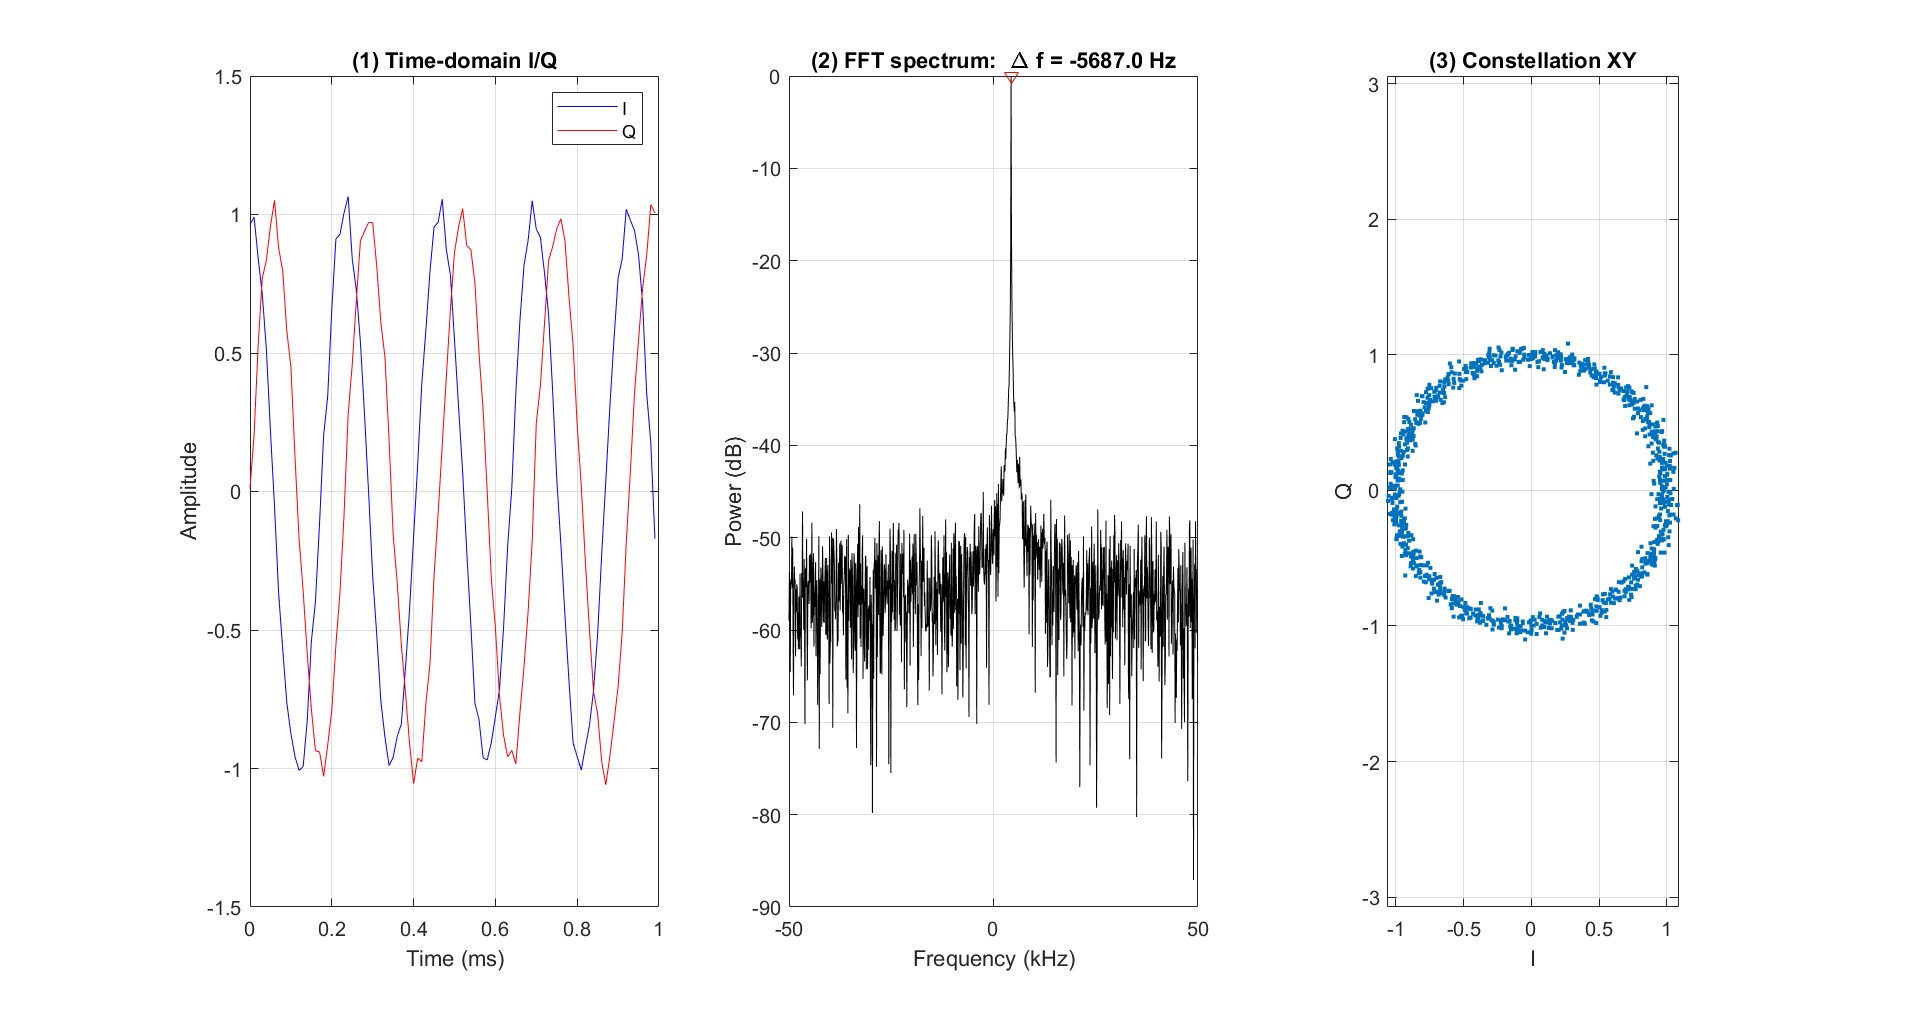 (1) Time-domain I/Q
1.5
1
0.5
0
-0.5
-1
-1.5
Amplitude
I
Q
0 0.2 0.4 0.6 0.8 1
Time (ms)
(2) FFT spectrum: Δ f = -5687.0 Hz
0
-10
-20
-30
-40
-50
-60
-70
-80
-90
Power (dB)
-50 0 50
Frequency (kHz)
(3) Constellation XY
3
2
1
0
-1
-2
-3
Q
-1 -0.5 0 0.5 1
I